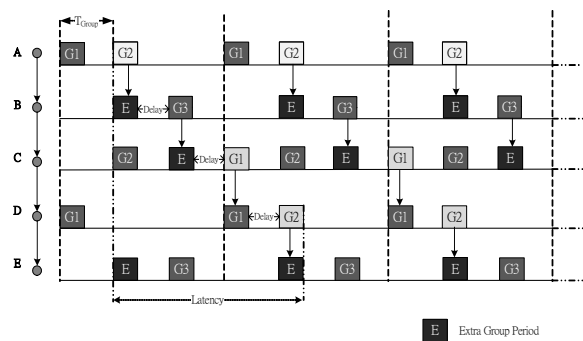 T Group
A G1 G2 G1 G2 G1 G2
B E Delay G3 E G3 E G3
C G2 E Delay G1 G2 E G1 G2 E
D G1 G1 Delay G2 G1 G2
E E G3 E G3 E G3
Latency
E Extra Group Period